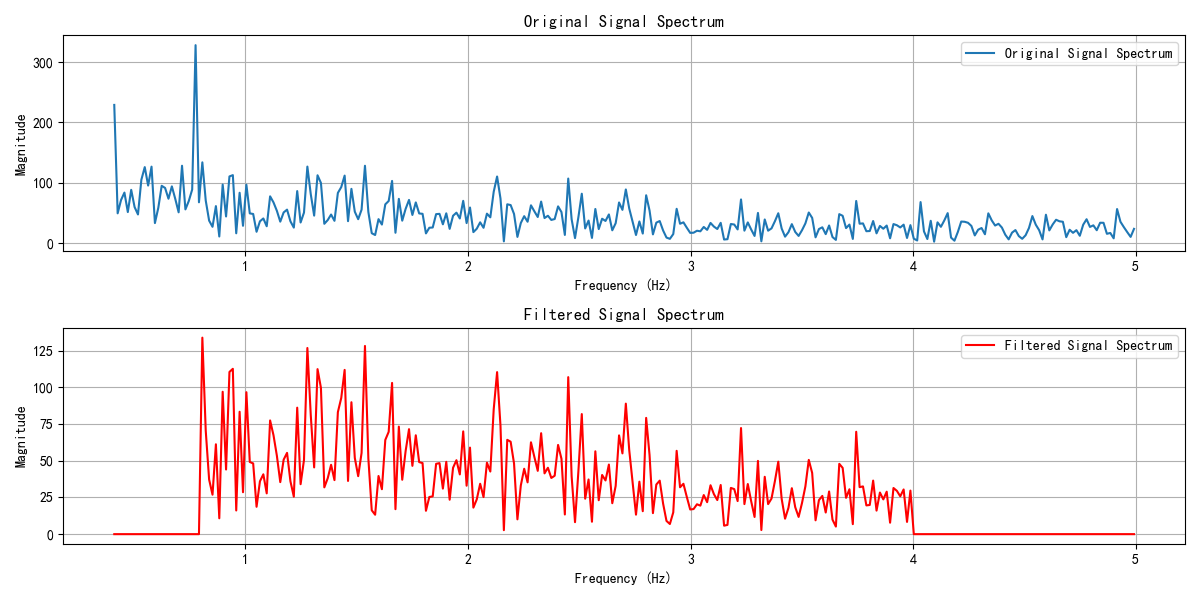 Original Signal Spectrum
Original Signal Spectrum
Magnitude
300
200
100
0
1 2 3 4 5
Frequency (Hz)
Filtered Signal Spectrum
Filtered Signal Spectrum
Magnitude
125
100
75
50
25
0
1 2 3 4 5
Frequency (Hz)